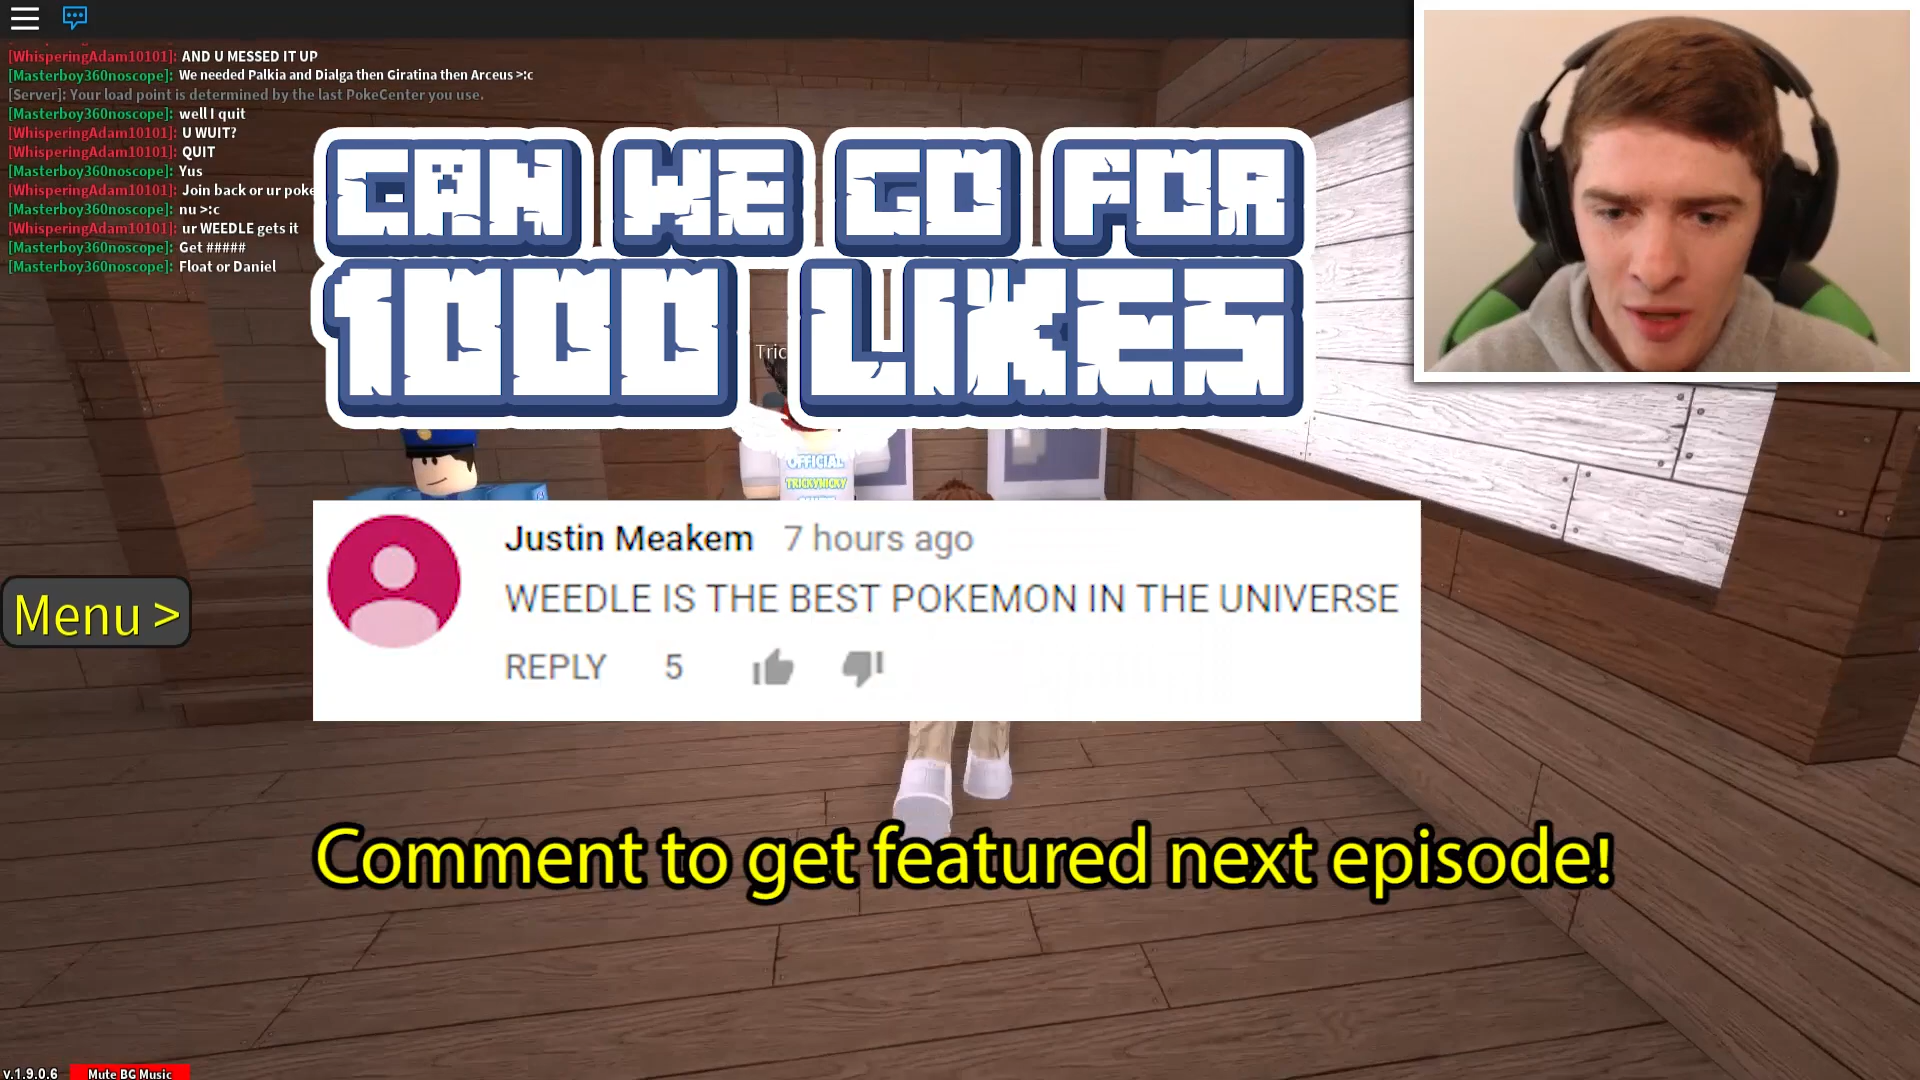 [WhisperingAdam10101]: AND U MESSED IT UP
[Masterboy360noscope]: We needed Palkia and Dialga then Giratina then Arceus >:c
[Server]: Your load point is determined by the last PokeCenter you use.
[Masterboy360noscope]: well I quit
[WhisperingAdam10101]: U WUIT?
[WhisperingAdam10101]: QUIT
[Masterboy360noscope]: Yus
[WhisperingAdam10101]: Join back or ur poke
[Masterboy360noscope]: nu >:c
[WhisperingAdam10101]: ur WEEDLE gets it
[Masterboy360noscope]: Get #####
[Masterboy360noscope]: Float or Daniel
CAN WE GO FOR
1000 LIKES
Tric
OFFICIAL
TRICKYNICKY
Justin Meakem 7 hours ago
WEEDLE IS THE BEST POKEMON IN THE UNIVERSE
REPLY 5
Menu >
Comment to get featured next episode!
v.1.9.0.6 Mute BG Music